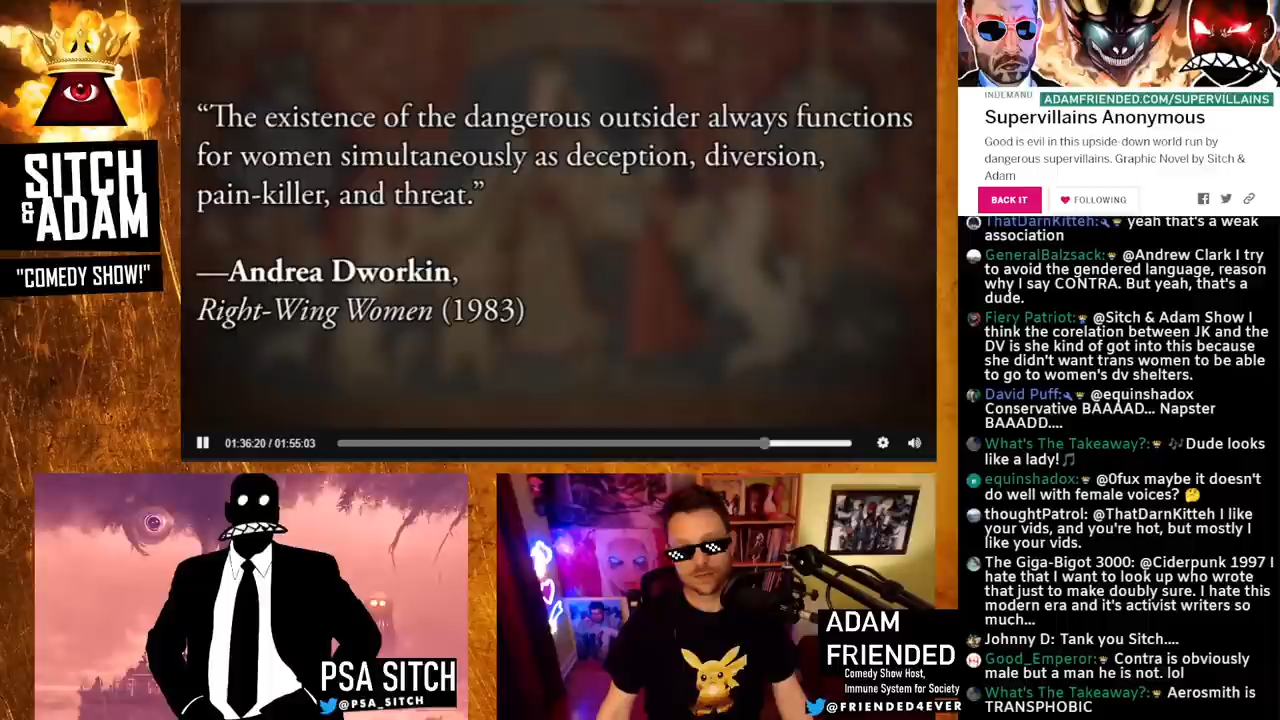 SITCH
& ADAM
"COMEDY SHOW!"
“The existence of the dangerous outsider always functions
for women simultaneously as deception, diversion,
pain-killer, and threat.”
—Andrea Dworkin,
Right-Wing Women (1983)
01:36:20 / 01:55:03
PSA SITCH
@PSA_SITCH
ADAM
FRIENDED
Comedy Show Host,
Immune System for Society
@FRIENDED4EVER
INDEMAND
ADAMFRIENDED.COM/SUPERVILLAINS
Supervillains Anonymous
Good is evil in this upside-down world run by
dangerous supervillains. Graphic Novel by Sitch &
Adam
BACK IT
FOLLOWING
ThatDarnKitteh: yeah that's a weak
association
GeneralBalzsack: @Andrew Clark I try
to avoid the gendered language, reason
why I say CONTRA. But yeah, that's a
dude.
Fiery Patriot: @Sitch & Adam Show I
think the corelation between JK and the
DV is she kind of got into this because
she didn't want trans women to be able
to go to women's dv shelters.
David Puff: @equinshadox
Conservative BAAAAD... Napster
BAAADD....
What's The Takeaway?: 🎶Dude looks
like a lady!🎵
equinshadox: @0fux maybe it doesn't
do well with female voices? 🤔
thoughtPatrol: @ThatDarnKitteh I like
your vids, and you're hot, but mostly I
like your vids.
The Giga-Bigot 3000: @Ciderpunk 1997 I
hate that I want to look up who wrote
that just to make doubly sure. I hate this
modern era and it's activist writers so
much...
Johnny D: Tank you Sitch....
Good_Emperor: Contra is obviously
male but a man he is not. lol
What's The Takeaway?: Aerosmith is
TRANSPHOBIC